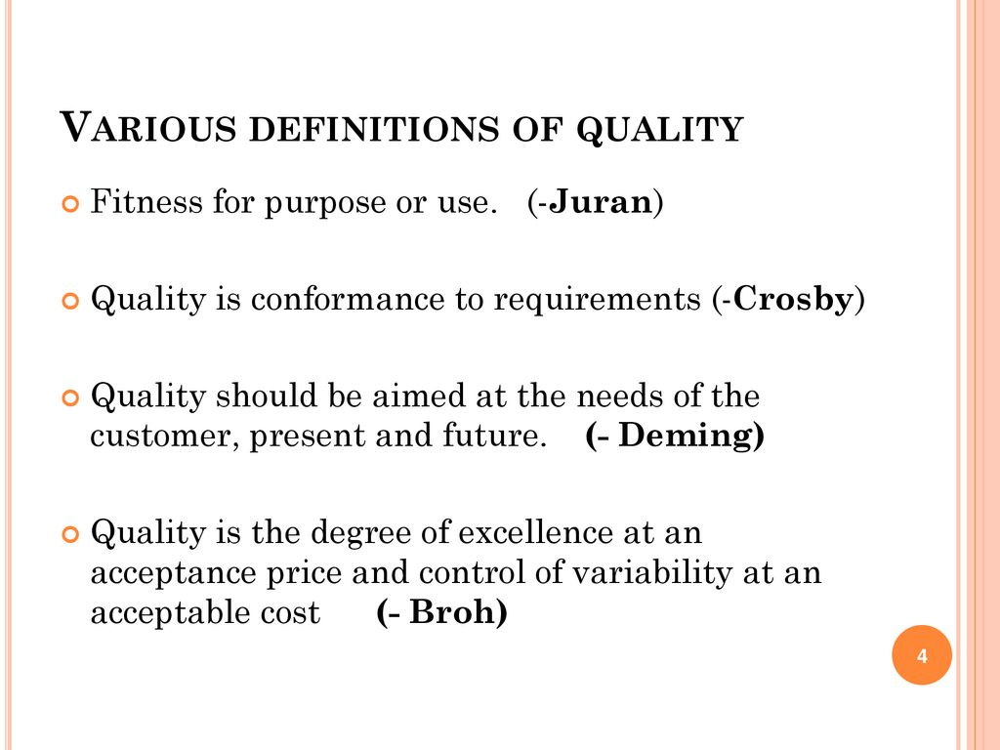 VARIOUS DEFINITIONS OF QUALITY
Fitness for purpose or use. (-Juran)
Quality is conformance to requirements (-Crosby)
Quality should be aimed at the needs of the
customer, present and future. (- Deming)
Quality is the degree of excellence at an
acceptance price and control of variability at an
acceptable cost (- Broh)
4